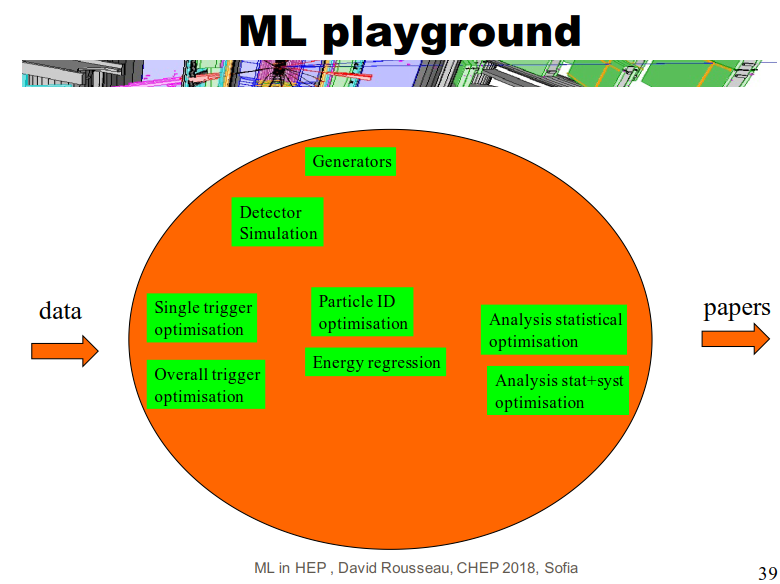 ML playground
Generators
Detector
Simulation
data
Single trigger
optimisation
Overall trigger
optimisation
Particle ID
optimisation
Energy regression
Analysis statistical
optimisation
Analysis stat+syst
optimisation
papers
ML in HEP , David Rousseau, CHEP 2018, Sofia
39